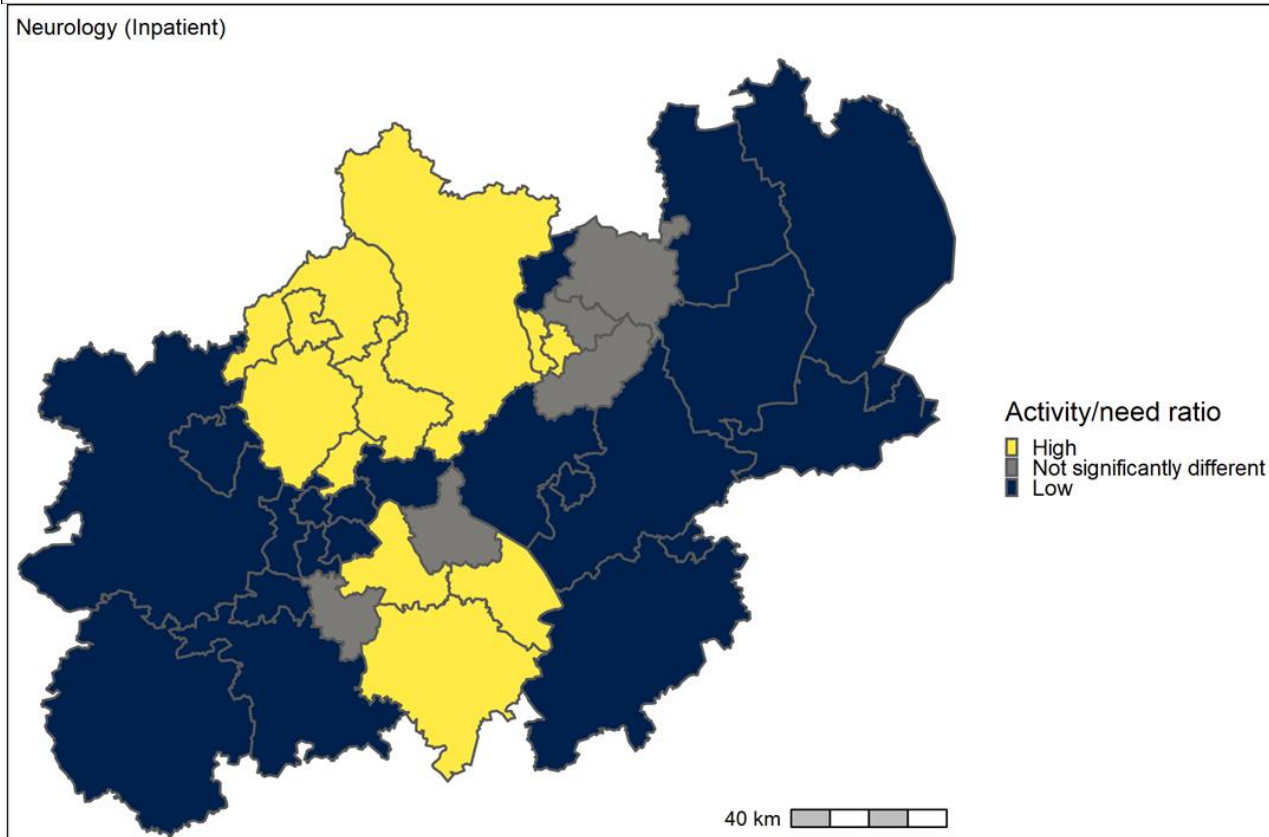 Neurology (Inpatient)
Activity/need ratio
High
Not significantly different
Low
40 km